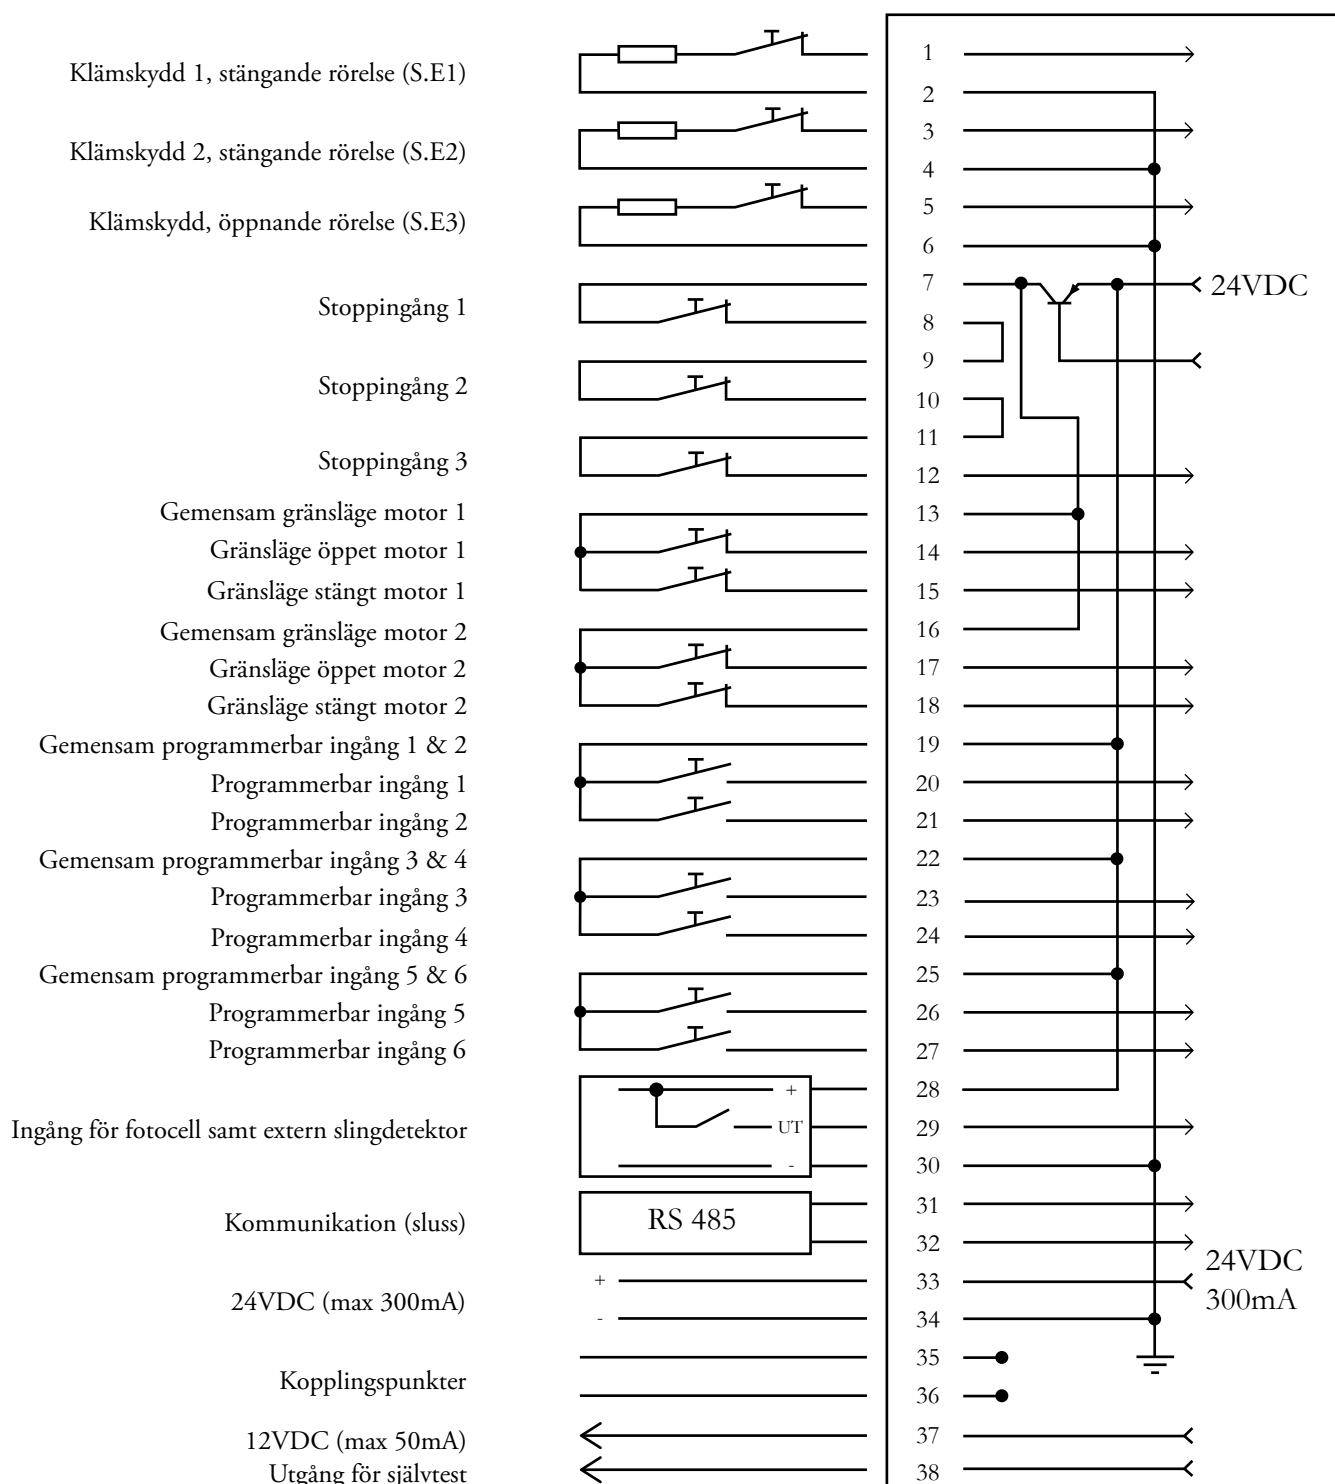 Klämskydd 1, stängande rörelse (S.E1)
1
2
Klämskydd 2, stängande rörelse (S.E2)
3
4
Klämskydd, öppnande rörelse (S.E3)
5
6
7
24VDC
Stoppingång 1
8
9
Stoppingång 2
10
11
Stoppingång 3
12
Gemensam gränsläge motor 1
13
Gränsläge öppet motor 1
14
Gränsläge stängt motor 1
15
Gemensam gränsläge motor 2
16
Gränsläge öppet motor 2
17
Gränsläge stängt motor 2
18
Gemensam programmerbar ingång 1 & 2
19
Programmerbar ingång 1
20
Programmerbar ingång 2
21
Gemensam programmerbar ingång 3 & 4
22
Programmerbar ingång 3
23
Programmerbar ingång 4
24
Gemensam programmerbar ingång 5 & 6
25
Programmerbar ingång 5
26
Programmerbar ingång 6
27
+
28
Ingång för fotocell samt extern slingdetektor
UT
29
-
30
Kommunikation (sluss)
RS 485
31
32
24VDC (max 300mA)
+
33
-
34
24VDC
300mA
Kopplingspunkter
35
36
12VDC (max 50mA)
37
Utgång för självtest
38